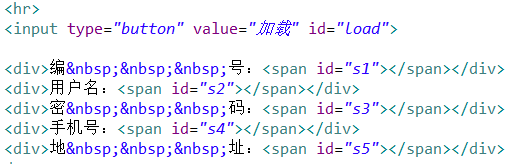 <hr>
<input type="button" value="加载" id="load">
<div>编&nbsp;&nbsp;&nbsp;号：<span id="s1"></span></div>
<div>用户名：<span id="s2"></span></div>
<div>密&nbsp;&nbsp;&nbsp;码：<span id="s3"></span></div>
<div>手机号：<span id="s4"></span></div>
<div>地&nbsp;&nbsp;&nbsp;址：<span id="s5"></span></div>